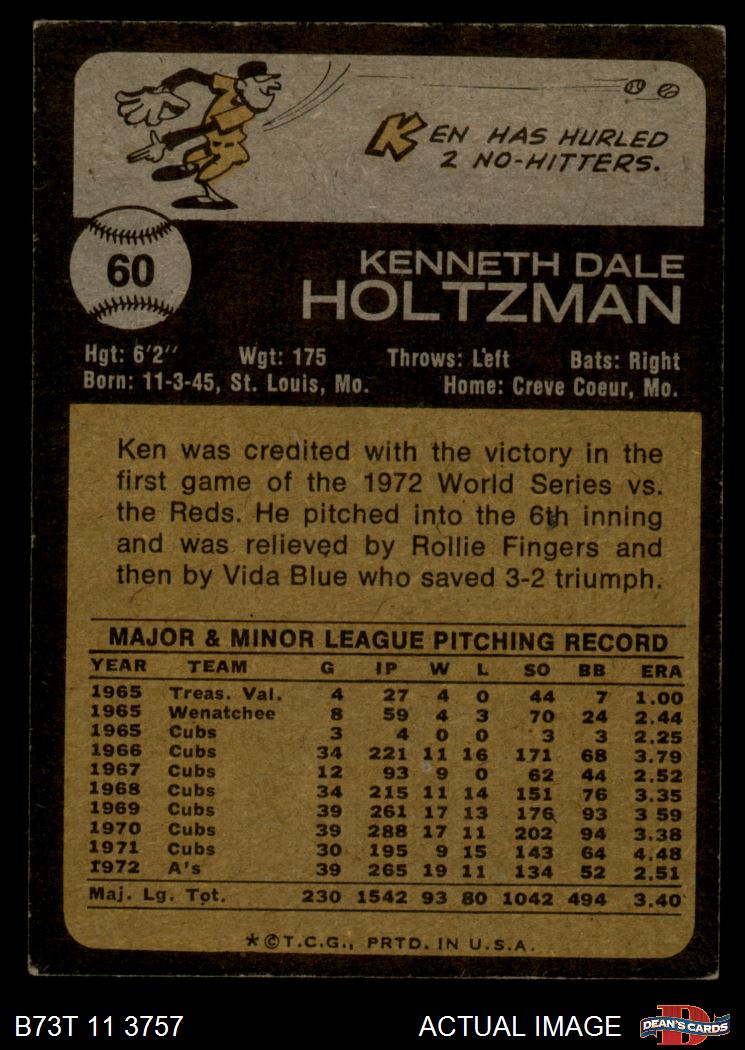 KEN HAS HURLED
2 NO-HITTERS.
60
KENNETH DALE
HOLTZMAN
Hgt: 6'2" Wgt: 175 Throws: Left Bats: Right
Born: 11-3-45, St. Louis, Mo. Home: Creve Coeur, Mo.
Ken was credited with the victory in the
first game of the 1972 World Series vs.
the Reds. He pitched into the 6th inning
and was relieved by Rollie Fingers and
then by Vida Blue who saved 3-2 triumph.
MAJOR & MINOR LEAGUE PITCHING RECORD
YEAR TEAM G IP W L SO BB ERA
1965 Treas. Val. 4 27 4 0 44 7 1.00
1965 Wenatchee 8 59 4 3 70 24 2.44
1965 Cubs 3 4 0 0 3 3 2.25
1966 Cubs 34 221 11 16 171 68 3.79
1967 Cubs 12 93 9 0 62 44 2.52
1968 Cubs 34 215 11 14 151 76 3.35
1969 Cubs 39 261 17 13 176 93 3 59
1970 Cubs 39 288 17 11 202 94 3.38
1971 Cubs 30 195 9 15 143 64 4.48
1972 A's 39 265 19 11 134 52 2.51
Maj. Lg. Tot. 230 1542 93 80 1042 494 3.40
*©T.C.G., PRTD. IN U.S.A.
B73T 11 3757 ACTUAL IMAGE DEAN'S CARDS